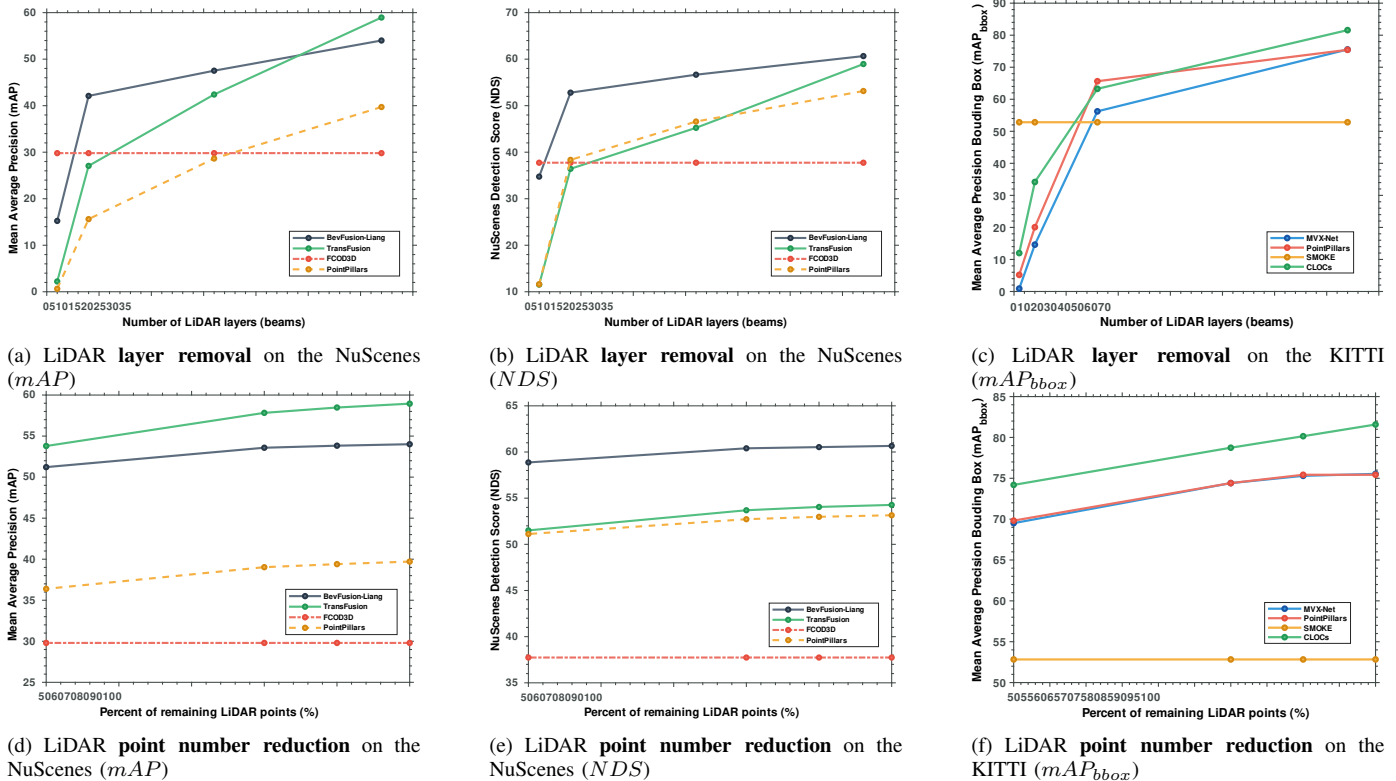 70
60
50
40
30
20
10
0
Mean Average Precision (mAP)
BevFusion-Liang
TransFusion
FCOD3D
PointPillars
05101520253035
Number of LiDAR layers (beams)
(a) LiDAR layer removal on the NuScenes
(mAP)
70
60
50
40
30
20
10
NuScenes Detection Score (NDS)
BevFusion-Liang
TransFusion
FCOD3D
PointPillars
05101520253035
Number of LiDAR layers (beams)
(b) LiDAR layer removal on the NuScenes
(NDS)
90
80
70
60
50
40
30
20
10
0
Mean Average Precision Bouding Box (mAP_bbox)
MVX-Net
PointPillars
SMOKE
CLOCs
010203040506070
Number of LiDAR layers (beams)
(c) LiDAR layer removal on the KITTI
(mAP_bbox)
60
55
50
45
40
35
30
25
Mean Average Precision (mAP)
BevFusion-Liang
TransFusion
FCOD3D
PointPillars
5060708090100
Percent of remaining LiDAR points (%)
(d) LiDAR point number reduction on the
NuScenes (mAP)
65
60
55
50
45
40
35
NuScenes Detection Score (NDS)
BevFusion-Liang
TransFusion
FCOD3D
PointPillars
5060708090100
Percent of remaining LiDAR points (%)
(e) LiDAR point number reduction on the
NuScenes (NDS)
85
80
75
70
65
60
55
50
Mean Average Precision Bouding Box (mAP_bbox)
MVX-Net
PointPillars
SMOKE
CLOCs
50556065707580859095100
Percent of remaining LiDAR points (%)
(f) LiDAR point number reduction on the
KITTI (mAP_bbox)